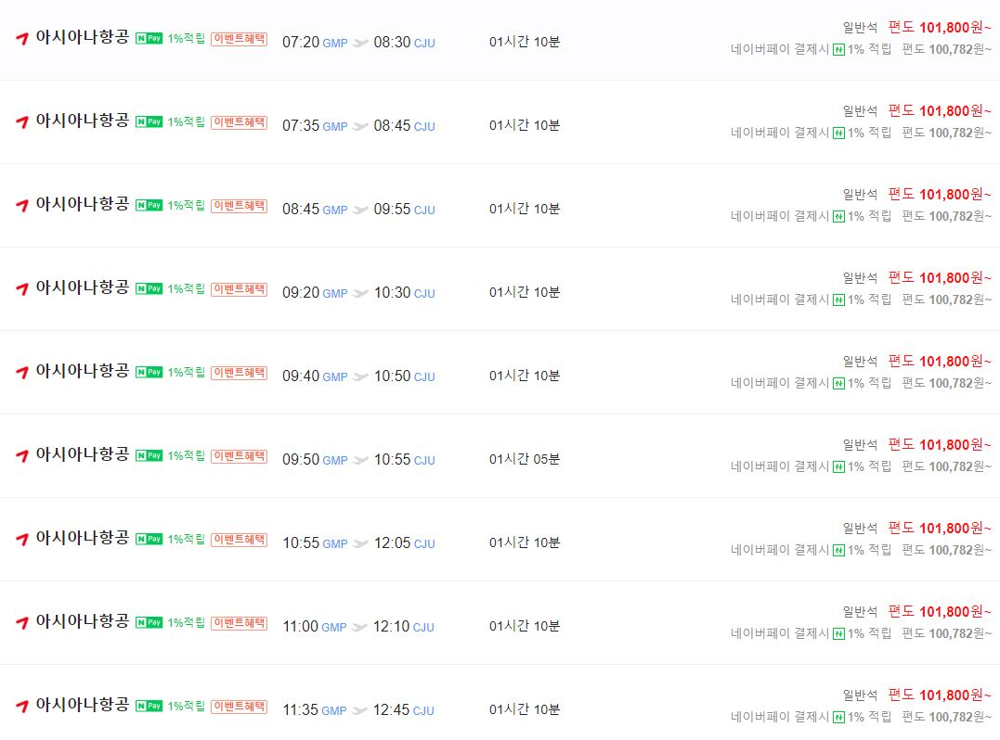 아시아나항공 N Pay 1%적립 이벤트혜택 07:20 GMP 08:30 CJU 01시간 10분 일반석 편도 101,800원~
네이버페이 결제시 N 1% 적립 편도 100,782원~
아시아나항공 N Pay 1%적립 이벤트혜택 07:35 GMP 08:45 CJU 01시간 10분 일반석 편도 101,800원~
네이버페이 결제시 N 1% 적립 편도 100,782원~
아시아나항공 N Pay 1%적립 이벤트혜택 08:45 GMP 09:55 CJU 01시간 10분 일반석 편도 101,800원~
네이버페이 결제시 N 1% 적립 편도 100,782원~
아시아나항공 N Pay 1%적립 이벤트혜택 09:20 GMP 10:30 CJU 01시간 10분 일반석 편도 101,800원~
네이버페이 결제시 N 1% 적립 편도 100,782원~
아시아나항공 N Pay 1%적립 이벤트혜택 09:40 GMP 10:50 CJU 01시간 10분 일반석 편도 101,800원~
네이버페이 결제시 N 1% 적립 편도 100,782원~
아시아나항공 N Pay 1%적립 이벤트혜택 09:50 GMP 10:55 CJU 01시간 05분 일반석 편도 101,800원~
네이버페이 결제시 N 1% 적립 편도 100,782원~
아시아나항공 N Pay 1%적립 이벤트혜택 10:55 GMP 12:05 CJU 01시간 10분 일반석 편도 101,800원~
네이버페이 결제시 N 1% 적립 편도 100,782원~
아시아나항공 N Pay 1%적립 이벤트혜택 11:00 GMP 12:10 CJU 01시간 10분 일반석 편도 101,800원~
네이버페이 결제시 N 1% 적립 편도 100,782원~
아시아나항공 N Pay 1%적립 이벤트혜택 11:35 GMP 12:45 CJU 01시간 10분 일반석 편도 101,800원~
네이버페이 결제시 N 1% 적립 편도 100,782원~